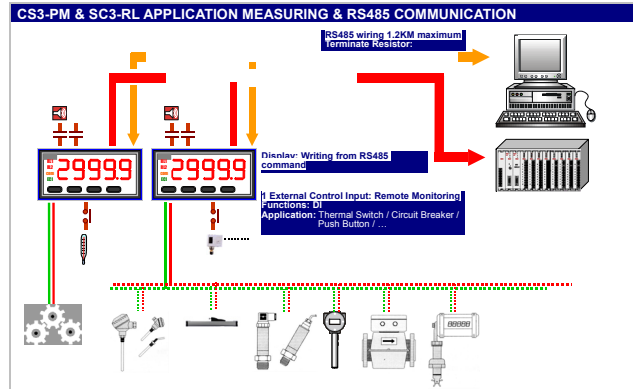 CS3-PM & SC3-RL APPLICATION MEASURING & RS485 COMMUNICATION
RS485 wiring 1.2KM maximum
Terminate Resistor:
2999.9
2999.9
Display: Writing from RS485
command
1 External Control Input: Remote Monitoring
Functions: DI
Application: Thermal Switch / Circuit Breaker /
Push Button / …
88888